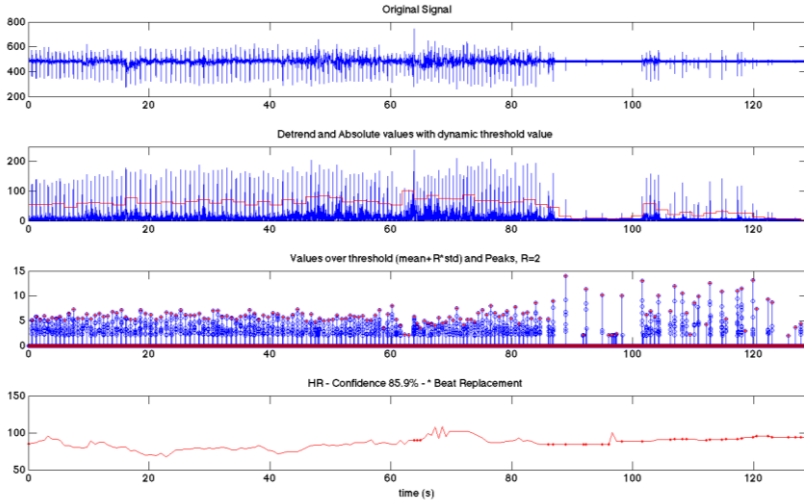 Original Signal
800
600
400
200
0 20 40 60 80 100 120
Detrend and Absolute values with dynamic threshold value
200
100
0
0 20 40 60 80 100 120
Values over threshold (mean+R*std) and Peaks, R=2
15
10
5
0
0 20 40 60 80 100 120
HR - Confidence 85.9% - * Beat Replacement
150
100
50
0 20 40 60 80 100 120
time (s)